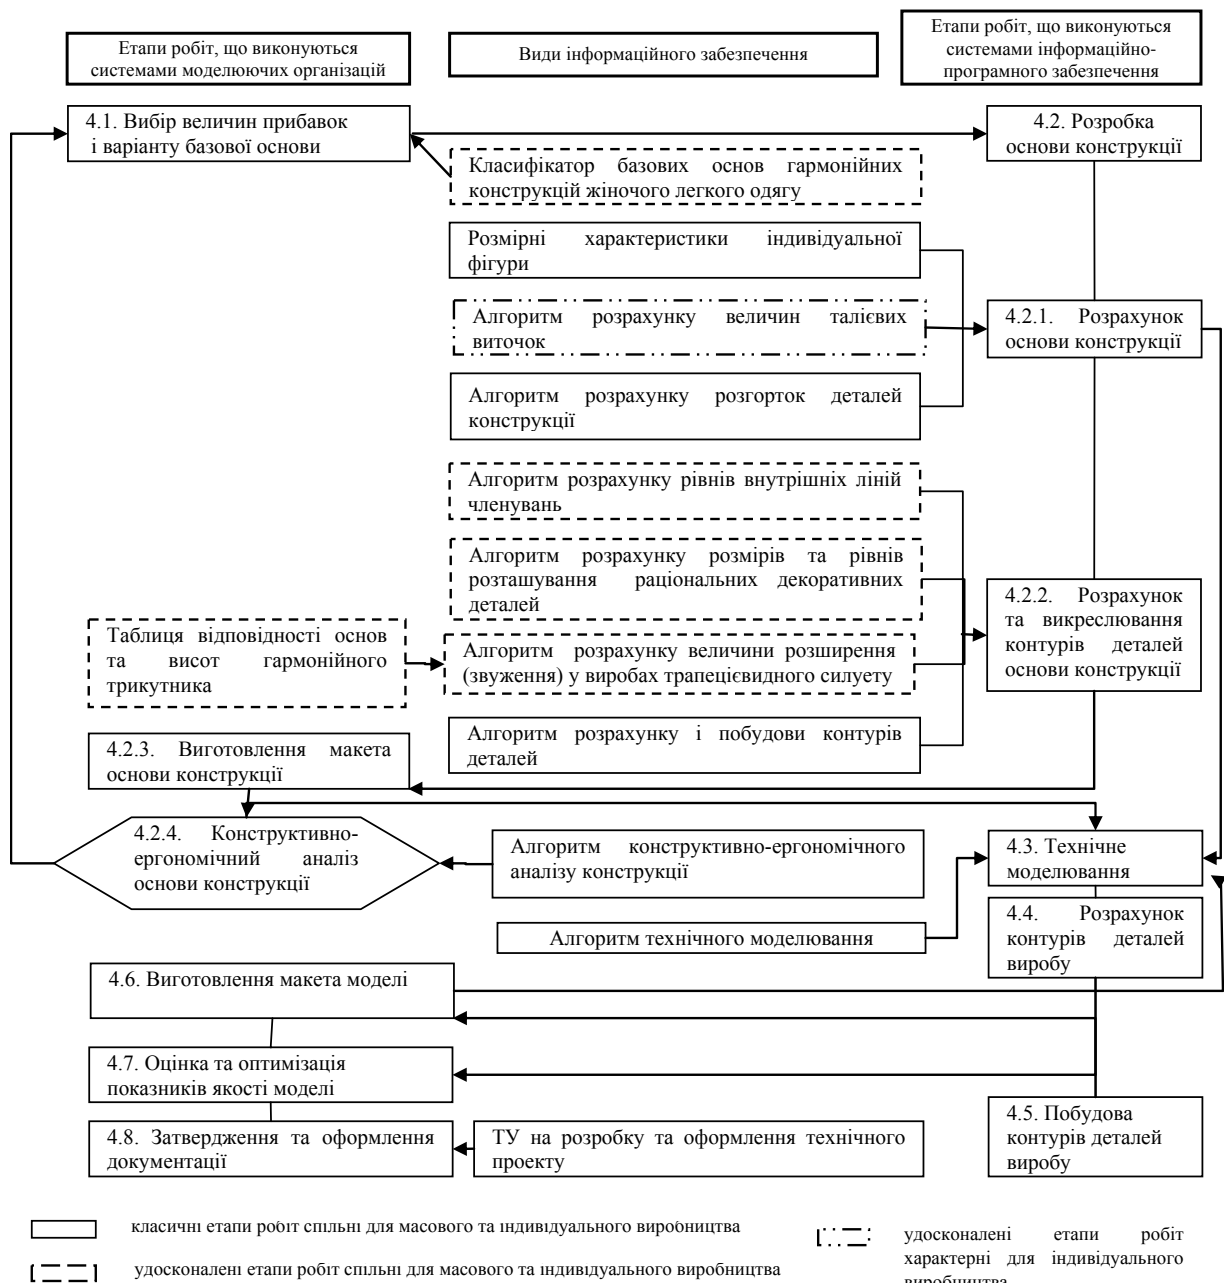 Етапи робіт, що виконуються
системами моделюючих організацій
Види інформаційного забезпечення
Етапи робіт, що виконуються
системами інформаційно-
програмного забезпечення
4.1. Вибір величин прибавок
і варіанту базової основи
4.2. Розробка
основи конструкції
Класифікатор базових основ гармонійних
конструкцій жіночого легкого одягу
Розмірні характеристики індивідуальної
фігури
Алгоритм розрахунку величин талієвих
виточок
4.2.1. Розрахунок
основи конструкції
Алгоритм розрахунку розгорток деталей
конструкції
Алгоритм розрахунку рівнів внутрішніх ліній
членувань
Алгоритм розрахунку розмірів та рівнів
розташування раціональних декоративних
деталей
4.2.2. Розрахунок
та викреслювання
контурів деталей
основи конструкції
Таблиця відповідності основ
та висот гармонійного
трикутника
Алгоритм розрахунку величини розширення
(звуження) у виробах трапецієвидного силуету
Алгоритм розрахунку і побудови контурів
деталей
4.2.3. Виготовлення макета
основи конструкції
4.2.4. Конструктивно-
ергономічний аналіз
основи конструкції
Алгоритм конструктивно-ергономічного
аналізу конструкції
4.3. Технічне
моделювання
Алгоритм технічного моделювання
4.4. Розрахунок
контурів деталей
виробу
4.6. Виготовлення макета моделі
4.7. Оцінка та оптимізація
показників якості моделі
4.5. Побудова
контурів деталей
виробу
4.8. Затвердження та оформлення
документації
ТУ на розробку та оформлення технічного
проекту
класичні етапи робіт спільні для масового та індивідуального виробництва
удосконалені етапи робіт спільні для масового та індивідуального виробництва
удосконалені етапи робіт
характерні для індивідуального
виробництва